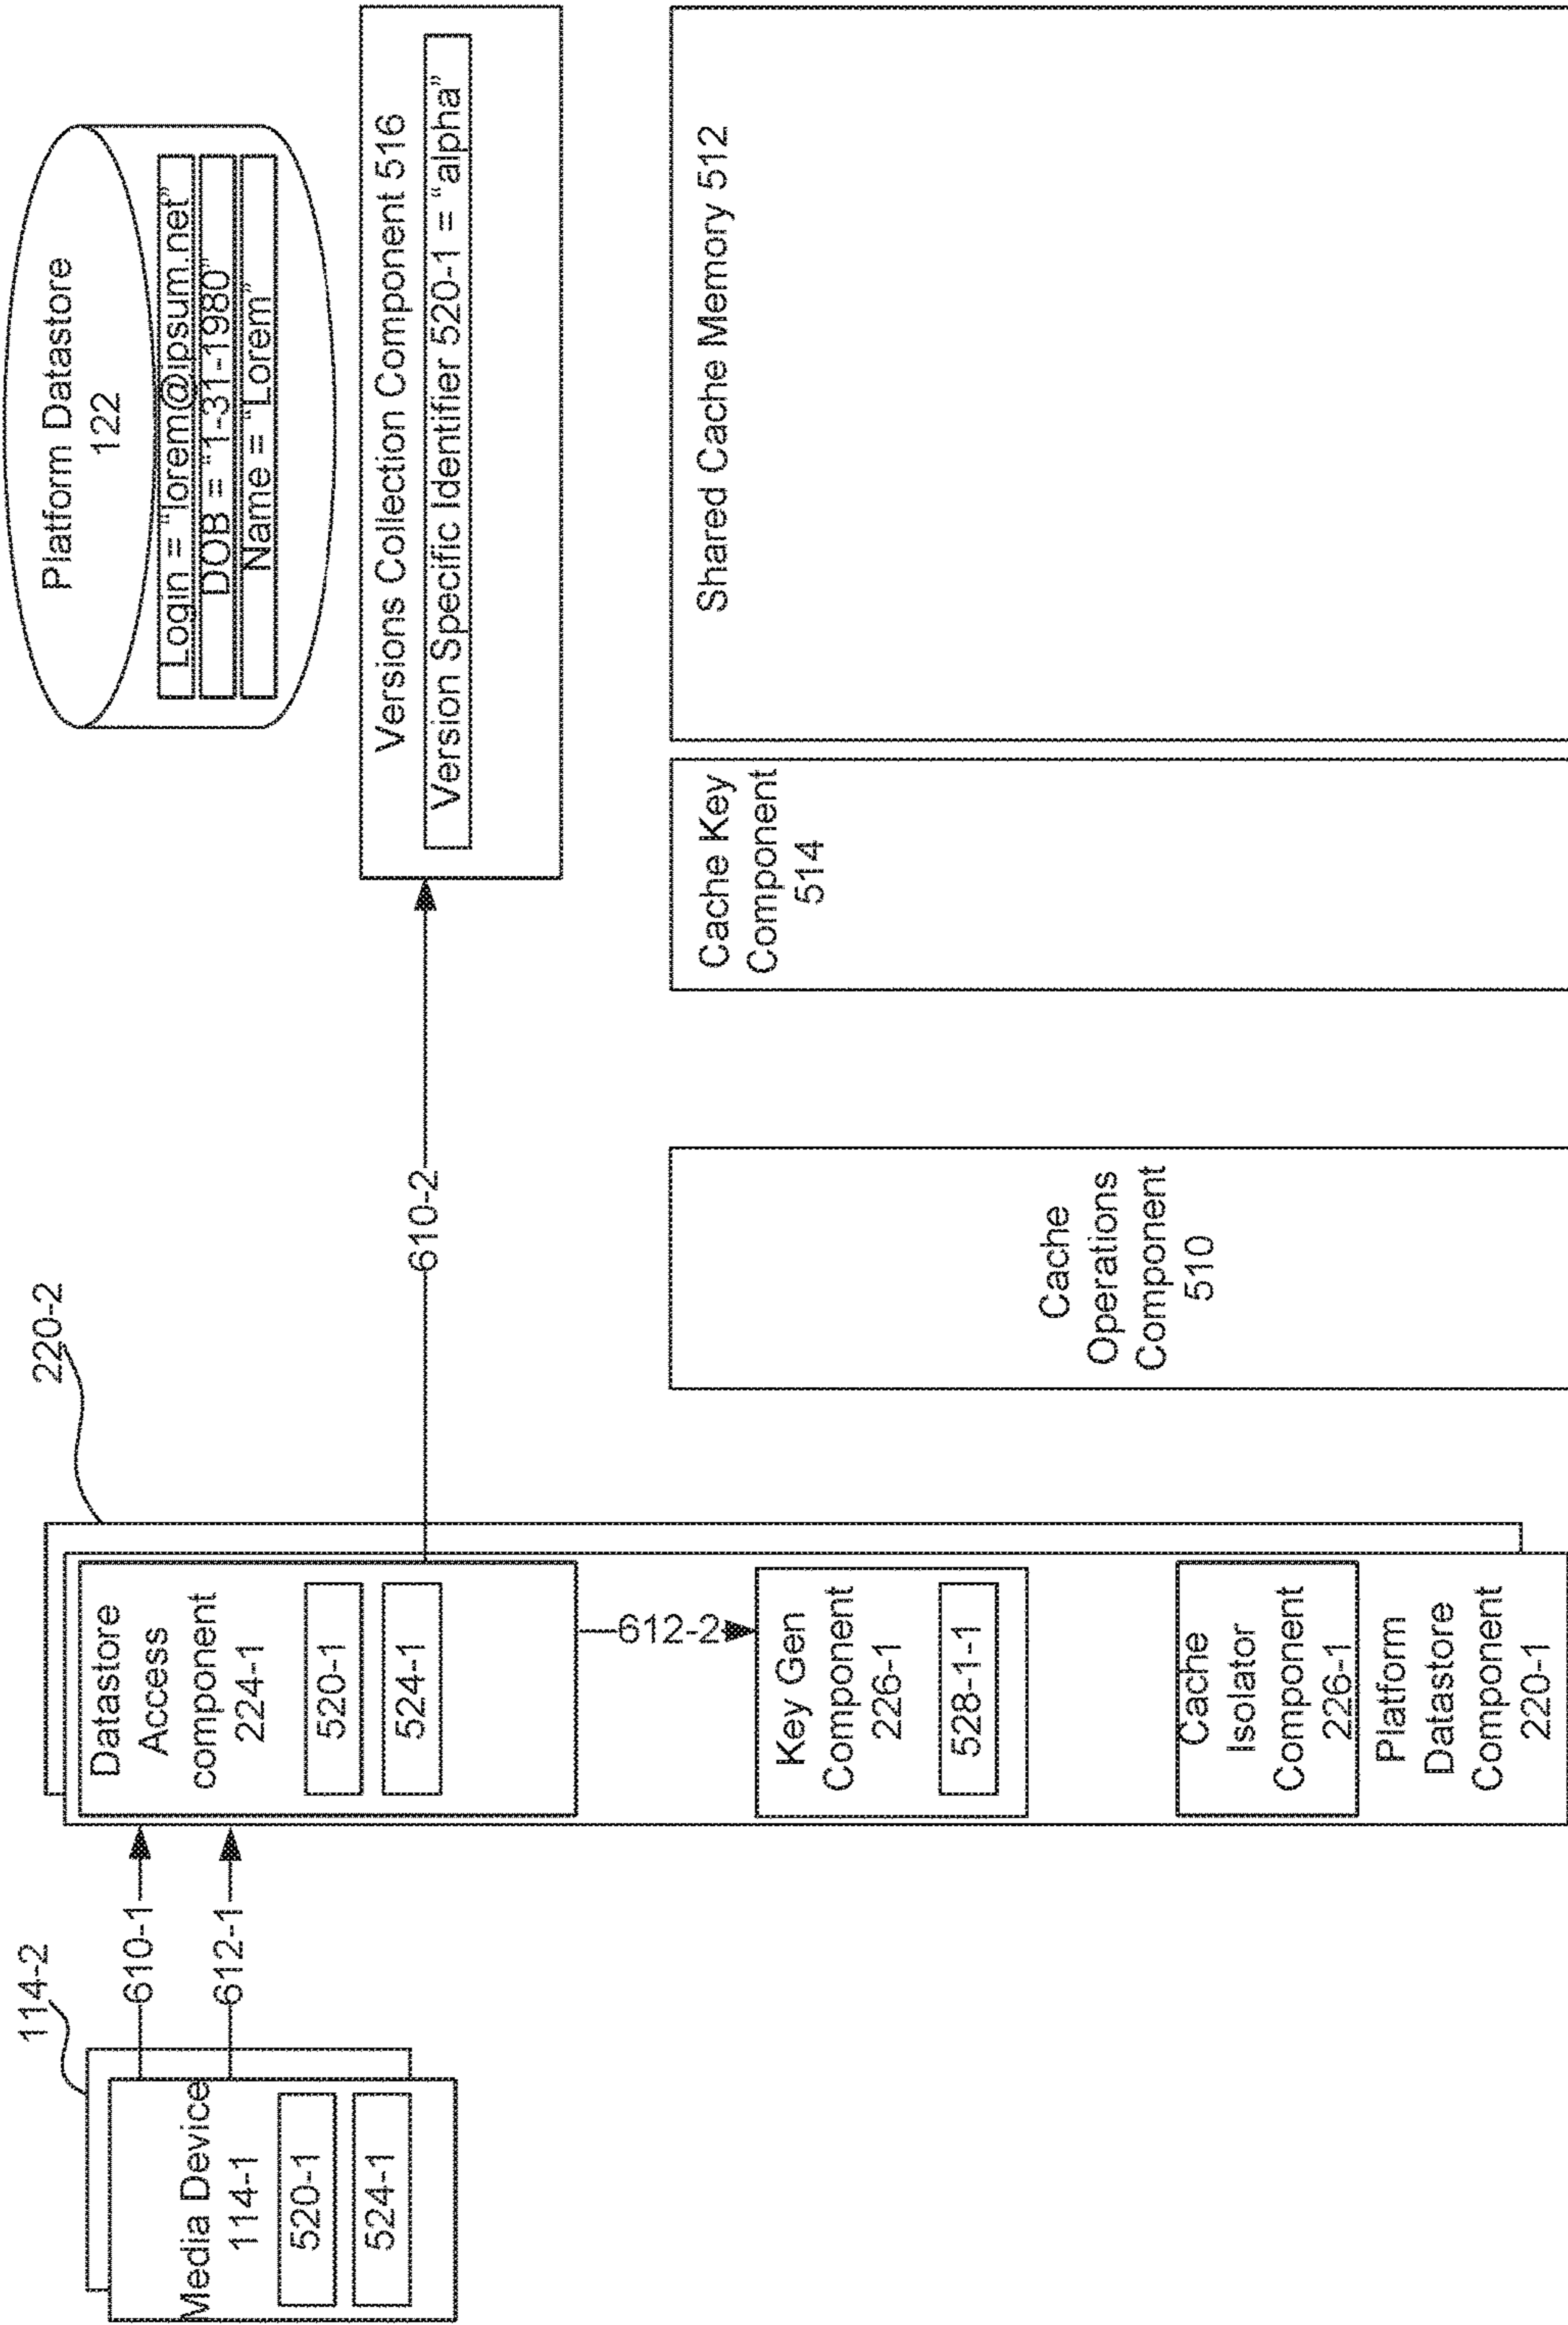 114-2
Media Device
114-1
520-1
524-1
610-1
612-1
220-2
Datastore
Access
component
224-1
520-1
524-1
612-2
Key Gen
Component
226-1
528-1-1
Cache
Isolator
Component
226-1
Platform
Datastore
Component
220-1
610-2
Cache
Operations
Component
510
Platform Datastore
122
Login = "lorem@ipsum.net"
DOB = "1-31-1980"
Name = "Lorem"
Versions Collection Component 516
Version Specific Identifier 520-1 = "alpha"
Cache Key
Component
514
Shared Cache Memory 512